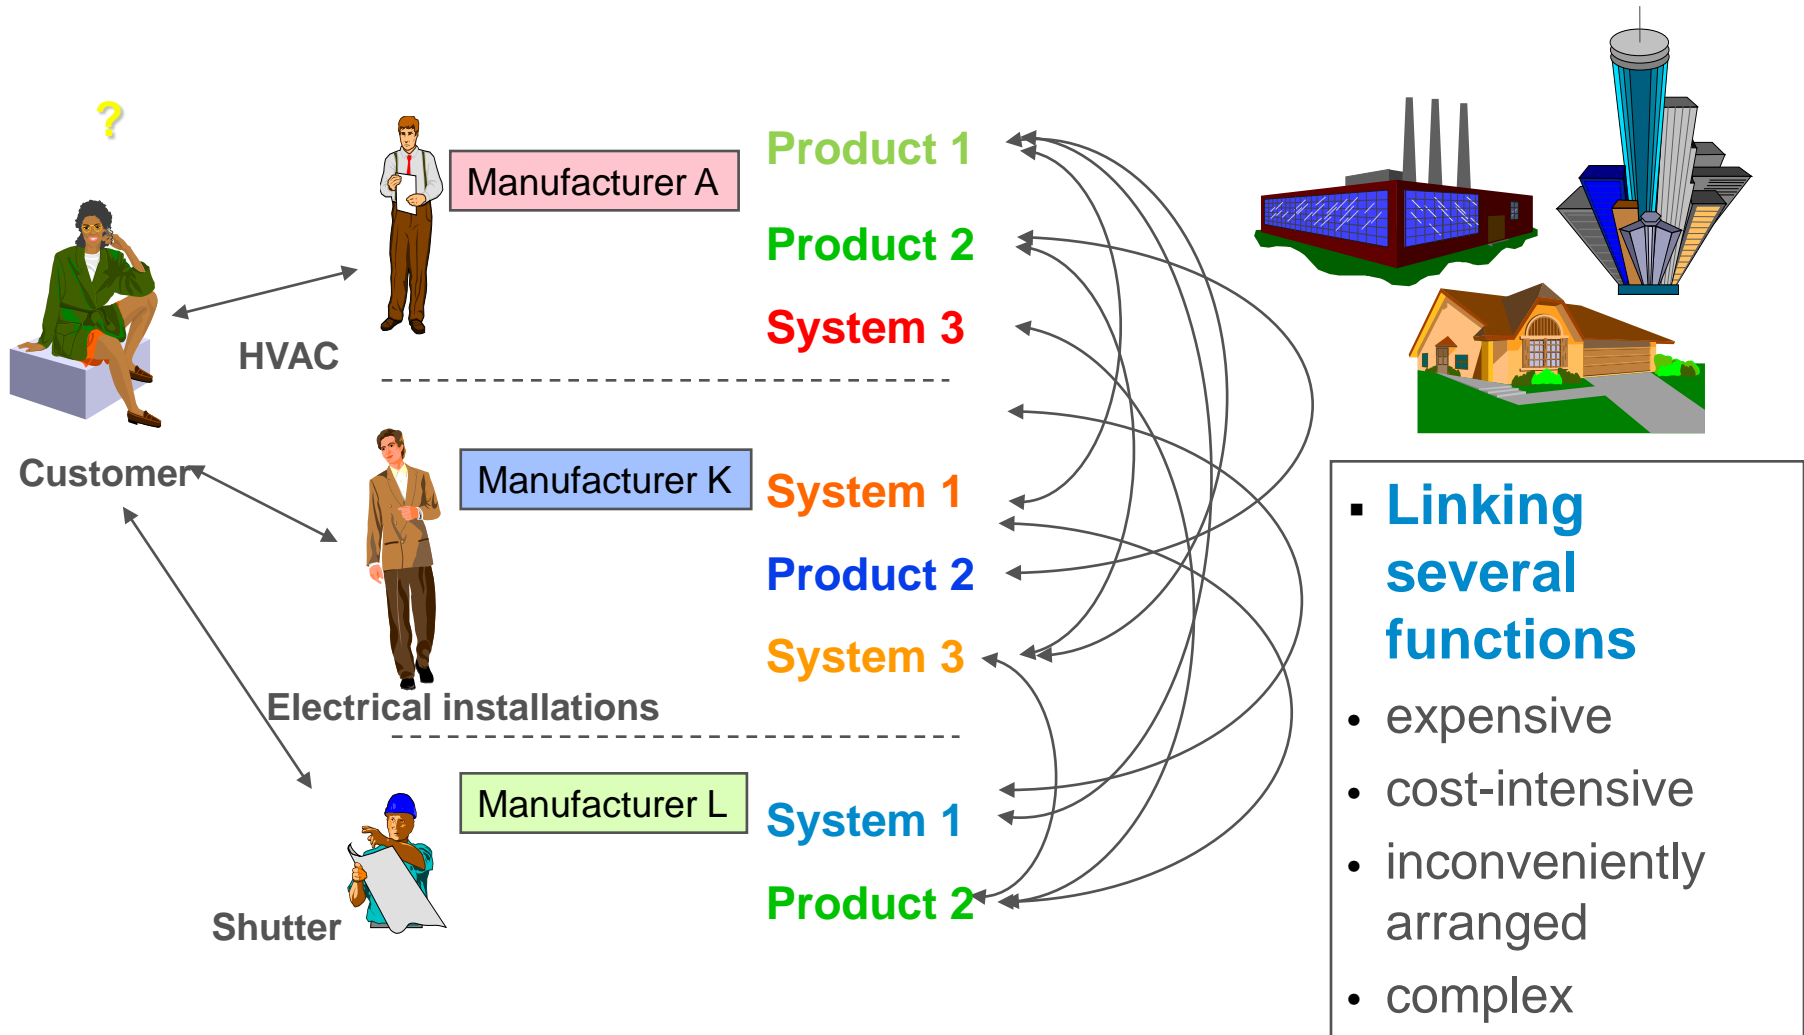 ?
Manufacturer A
Product 1
Product 2
System 3
HVAC
Customer
Manufacturer K
System 1
Product 2
System 3
Electrical installations
Manufacturer L
System 1
Product 2
Shutter
▪ Linking
several
functions
• expensive
• cost-intensive
• inconveniently
arranged
• complex